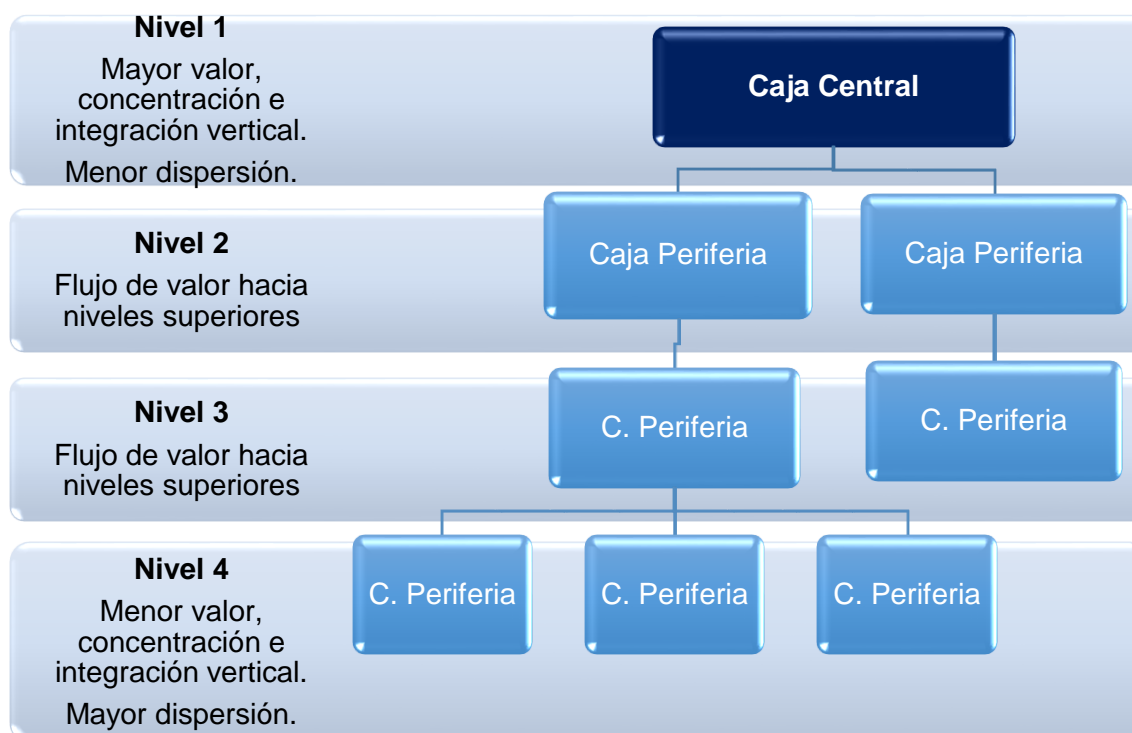 Nivel 1
Mayor valor,
concentración e
integración vertical.
Menor dispersión.
Caja Central
Nivel 2
Flujo de valor hacia
niveles superiores
Caja Periferia
Caja Periferia
Nivel 3
Flujo de valor hacia
niveles superiores
C. Periferia
C. Periferia
Nivel 4
Menor valor,
concentración e
integración vertical.
Mayor dispersión.
C. Periferia
C. Periferia
C. Periferia